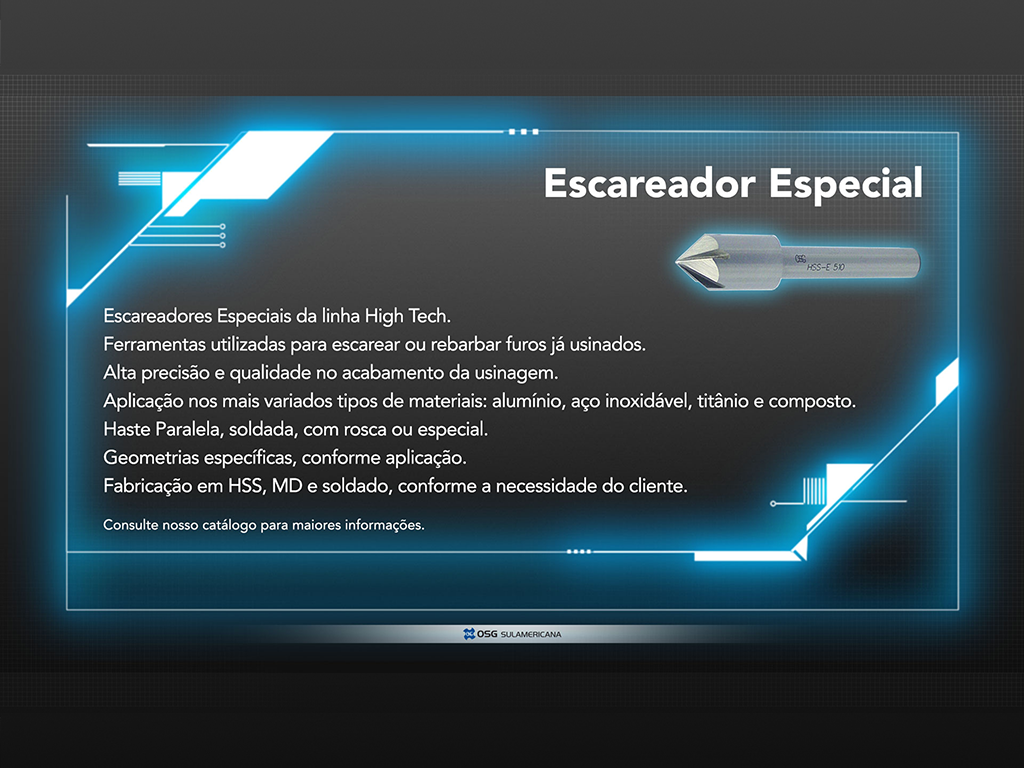 Escareador Especial
OSG
HSS-E 510
Escareadores Especiais da linha High Tech.
Ferramentas utilizadas para escarear ou rebarbar furos já usinados.
Alta precisão e qualidade no acabamento da usinagem.
Aplicação nos mais variados tipos de materiais: alumínio, aço inoxidável, titânio e composto.
Haste Paralela, soldada, com rosca ou especial.
Geometrias específicas, conforme aplicação.
Fabricação em HSS, MD e soldado, conforme a necessidade do cliente.
Consulte nosso catálogo para maiores informações.
OSG SULAMERICANA